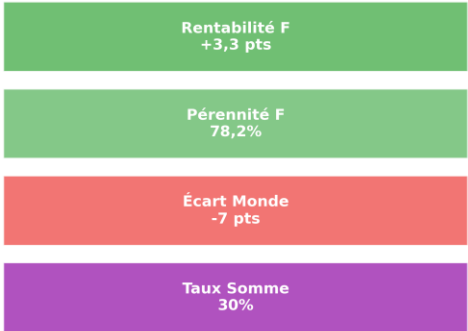 Rentabilité F
+3,3 pts
Pérennité F
78,2%
Écart Monde
-7 pts
Taux Somme
30%